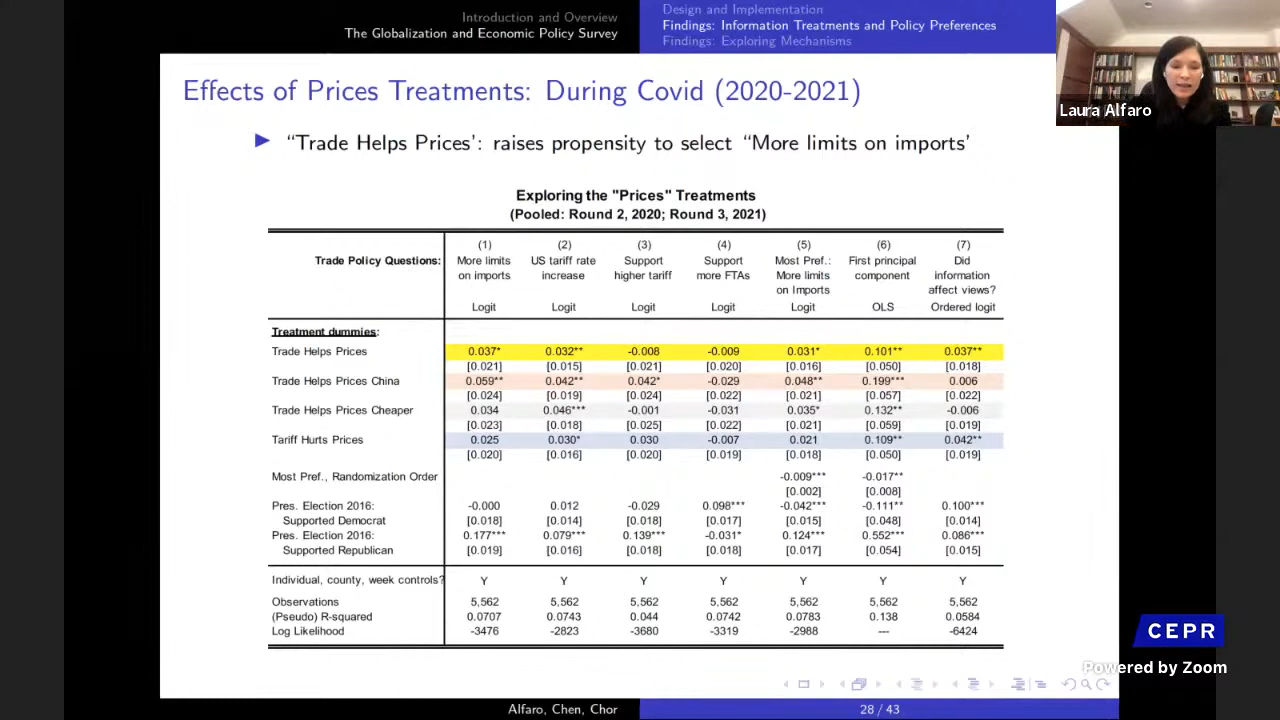 Introduction and Overview
The Globalization and Economic Policy Survey
Design and Implementation
Findings: Information Treatments and Policy Preferences
Findings: Exploring Mechanisms
Laura Alfaro
Effects of Prices Treatments: During Covid (2020-2021)
“Trade Helps Prices’: raises propensity to select “More limits on imports’
Exploring the "Prices" Treatments
(Pooled: Round 2, 2020; Round 3, 2021)
(1) (2) (3) (4) (5) (6) (7)
Trade Policy Questions: More limits US tariff rate Support Support Most Pref.: First principal Did
on imports increase higher tariff more FTAs More limits component information
on Imports affect views?
Logit Logit Logit Logit Logit OLS Ordered logit
Treatment dummies:
Trade Helps Prices 0.037* 0.032** -0.008 -0.009 0.031* 0.101** 0.037**
[0.021] [0.015] [0.021] [0.020] [0.016] [0.050] [0.018]
Trade Helps Prices China 0.059** 0.042** 0.042* -0.029 0.048** 0.199*** 0.006
[0.024] [0.019] [0.024] [0.022] [0.021] [0.057] [0.022]
Trade Helps Prices Cheaper 0.034 0.046*** -0.001 -0.031 0.035* 0.132** -0.006
[0.023] [0.018] [0.025] [0.022] [0.021] [0.059] [0.019]
Tariff Hurts Prices 0.025 0.030* 0.030 -0.007 0.021 0.109** 0.042**
[0.020] [0.016] [0.020] [0.019] [0.018] [0.050] [0.019]
Most Pref., Randomization Order -0.009*** -0.017**
[0.002] [0.008]
Pres. Election 2016: -0.000 0.012 -0.029 0.098*** -0.042*** -0.111** 0.100***
Supported Democrat [0.018] [0.014] [0.018] [0.017] [0.015] [0.048] [0.014]
Pres. Election 2016: 0.177*** 0.079*** 0.139*** -0.031* 0.124*** 0.552*** 0.086***
Supported Republican [0.019] [0.016] [0.018] [0.018] [0.017] [0.054] [0.015]
Individual, county, week controls? Y Y Y Y Y Y Y
Observations 5,562 5,562 5,562 5,562 5,562 5,562 5,562
(Pseudo) R-squared 0.0707 0.0743 0.044 0.0742 0.0783 0.138 0.0584
Log Likelihood -3476 -2823 -3680 -3319 -2988 --- -6424
CEPR
Powered by Zoom
Alfaro, Chen, Chor
28 / 43